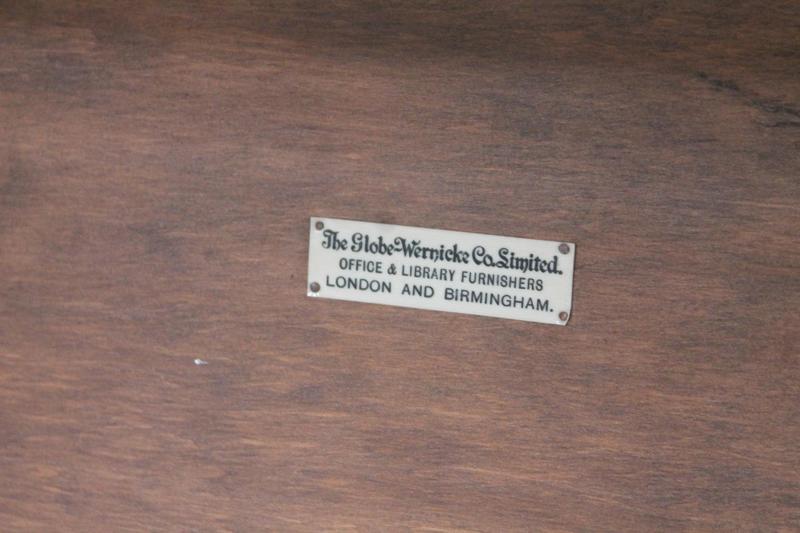 The Globe-Wernicke Co. Limited.
OFFICE & LIBRARY FURNISHERS
LONDON AND BIRMINGHAM.